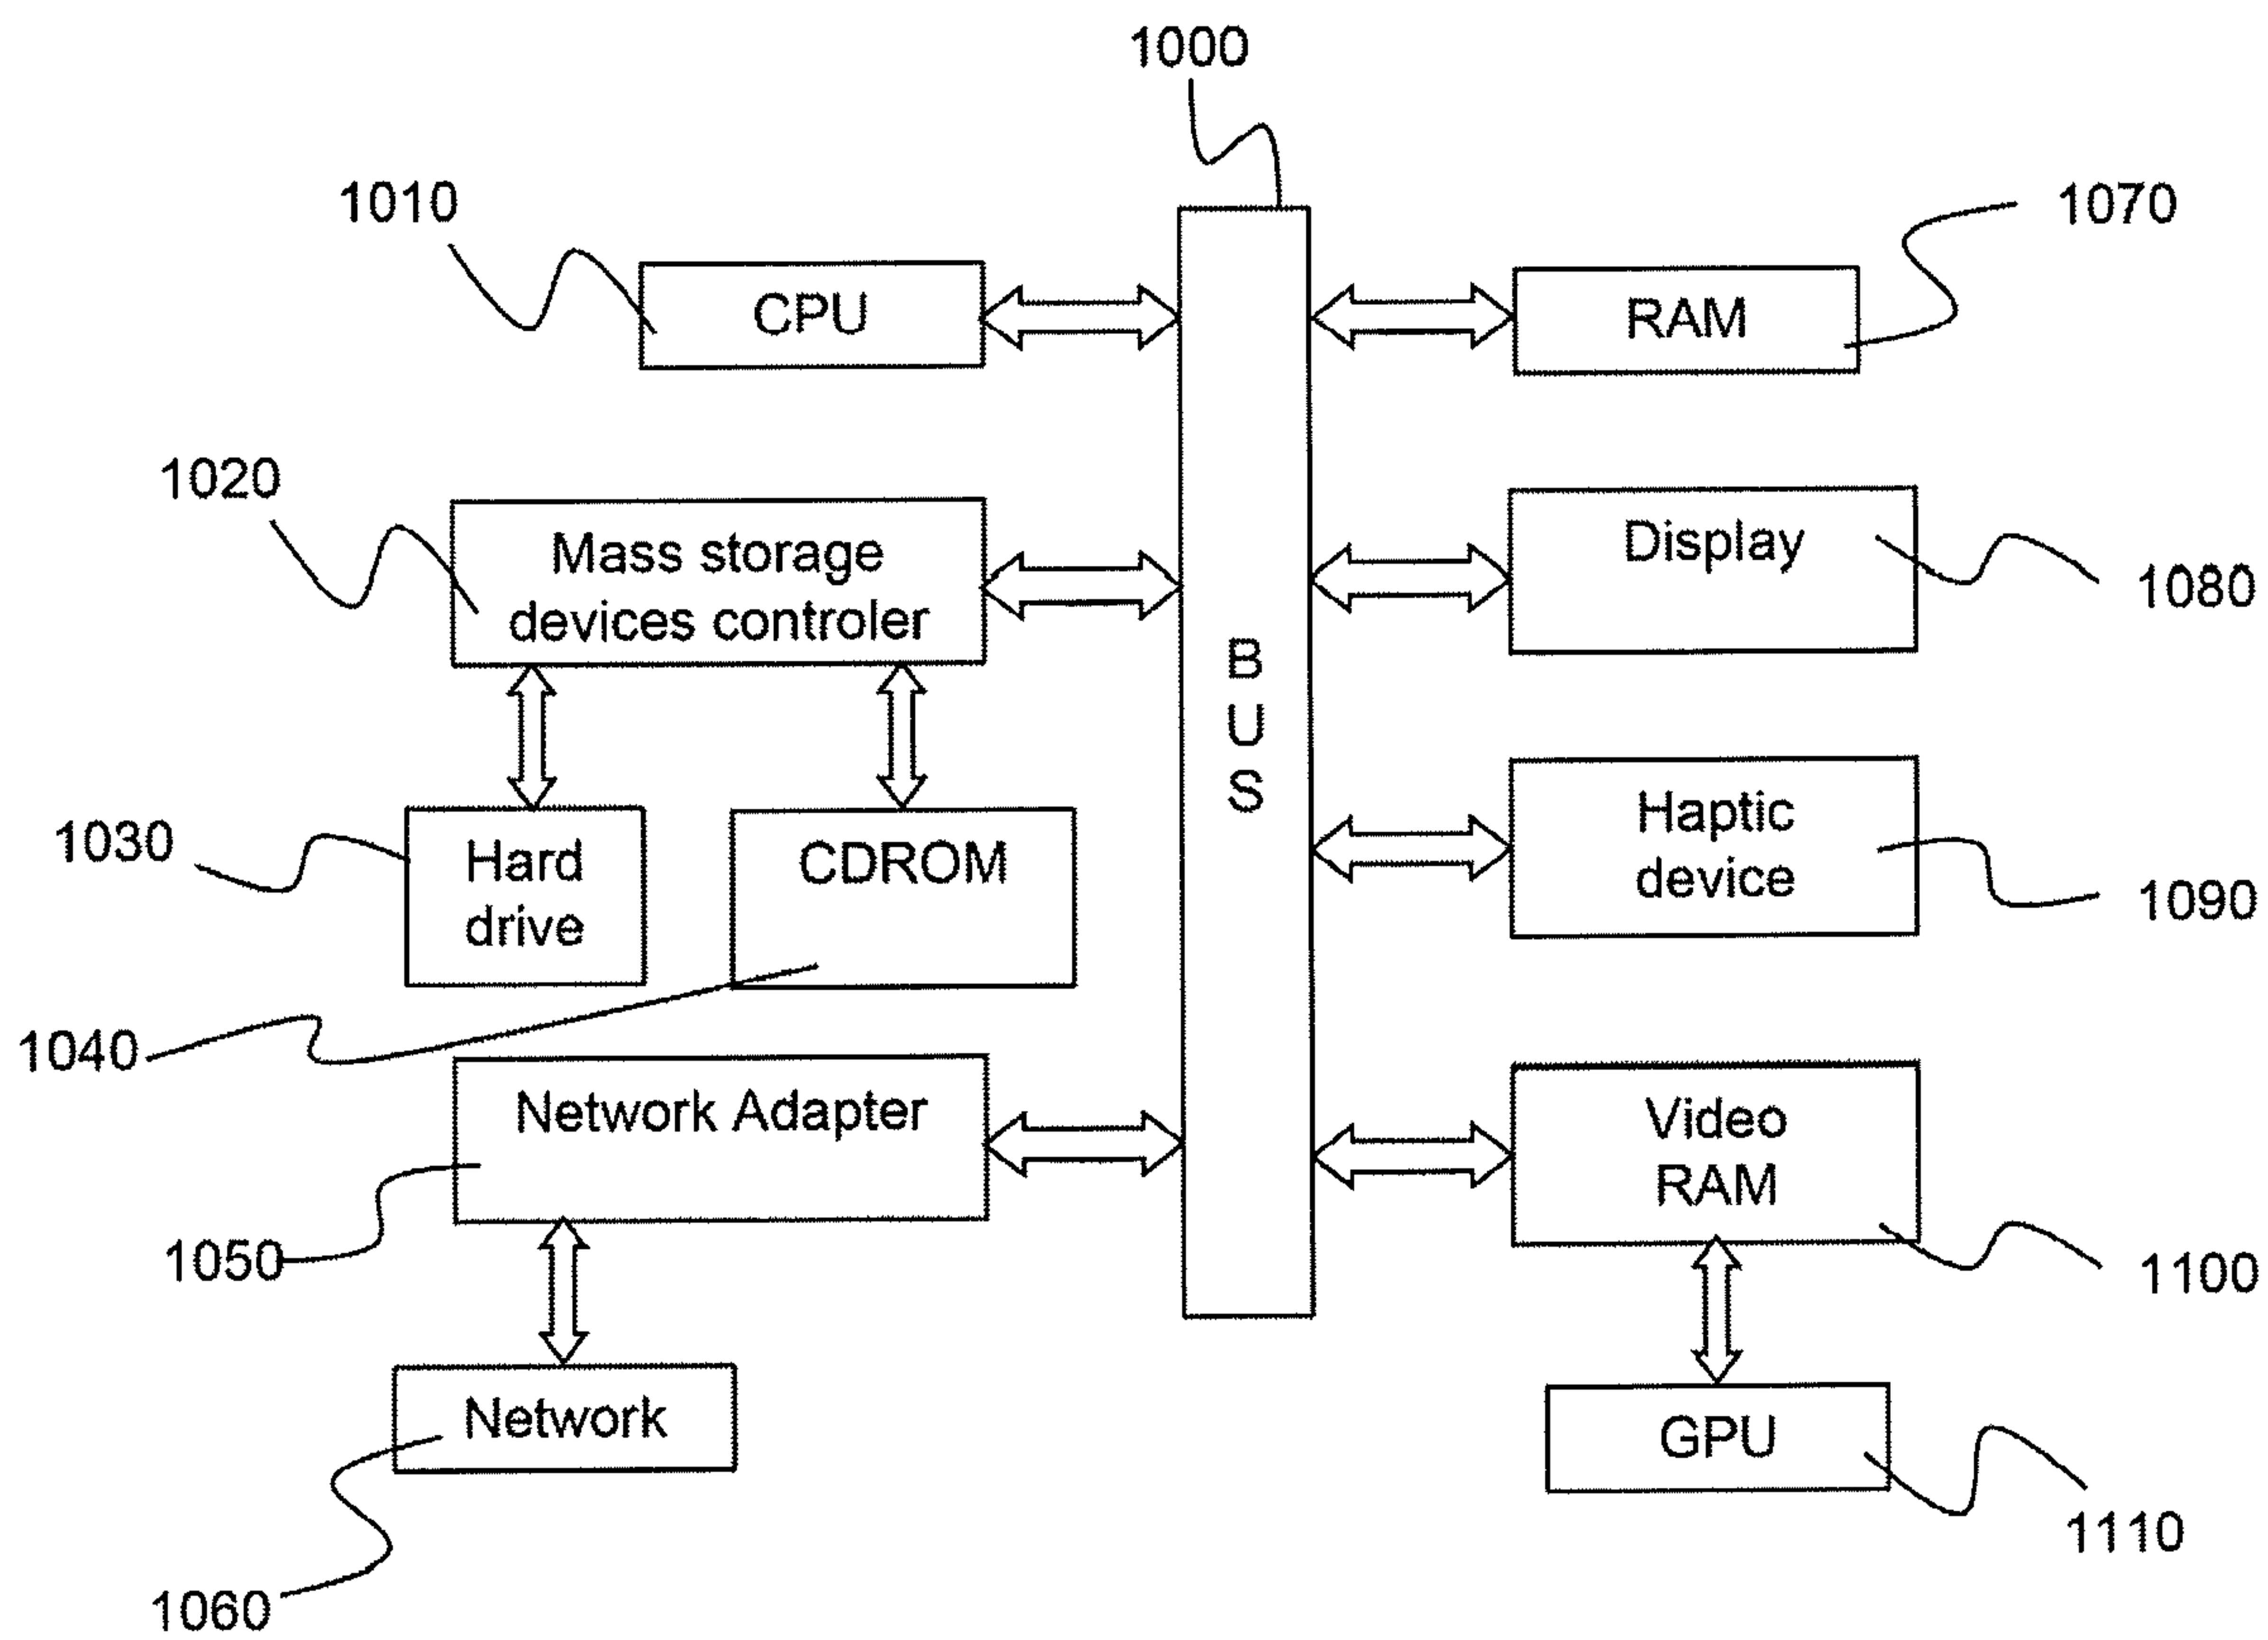 1000
1010
1070
CPU
RAM
1020
Mass storage
devices controler
Display
1080
B
U
S
1030
Hard
drive
CDROM
Haptic
device
1090
1040
Network Adapter
Video
RAM
1050
1100
Network
GPU
1110
1060